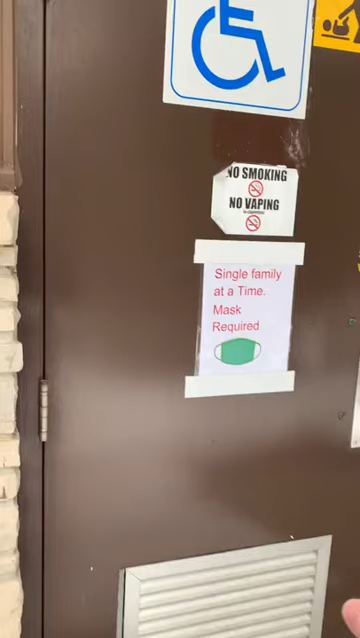 NO SMOKING
NO VAPING
Single family
at a Time.
Mask
Required